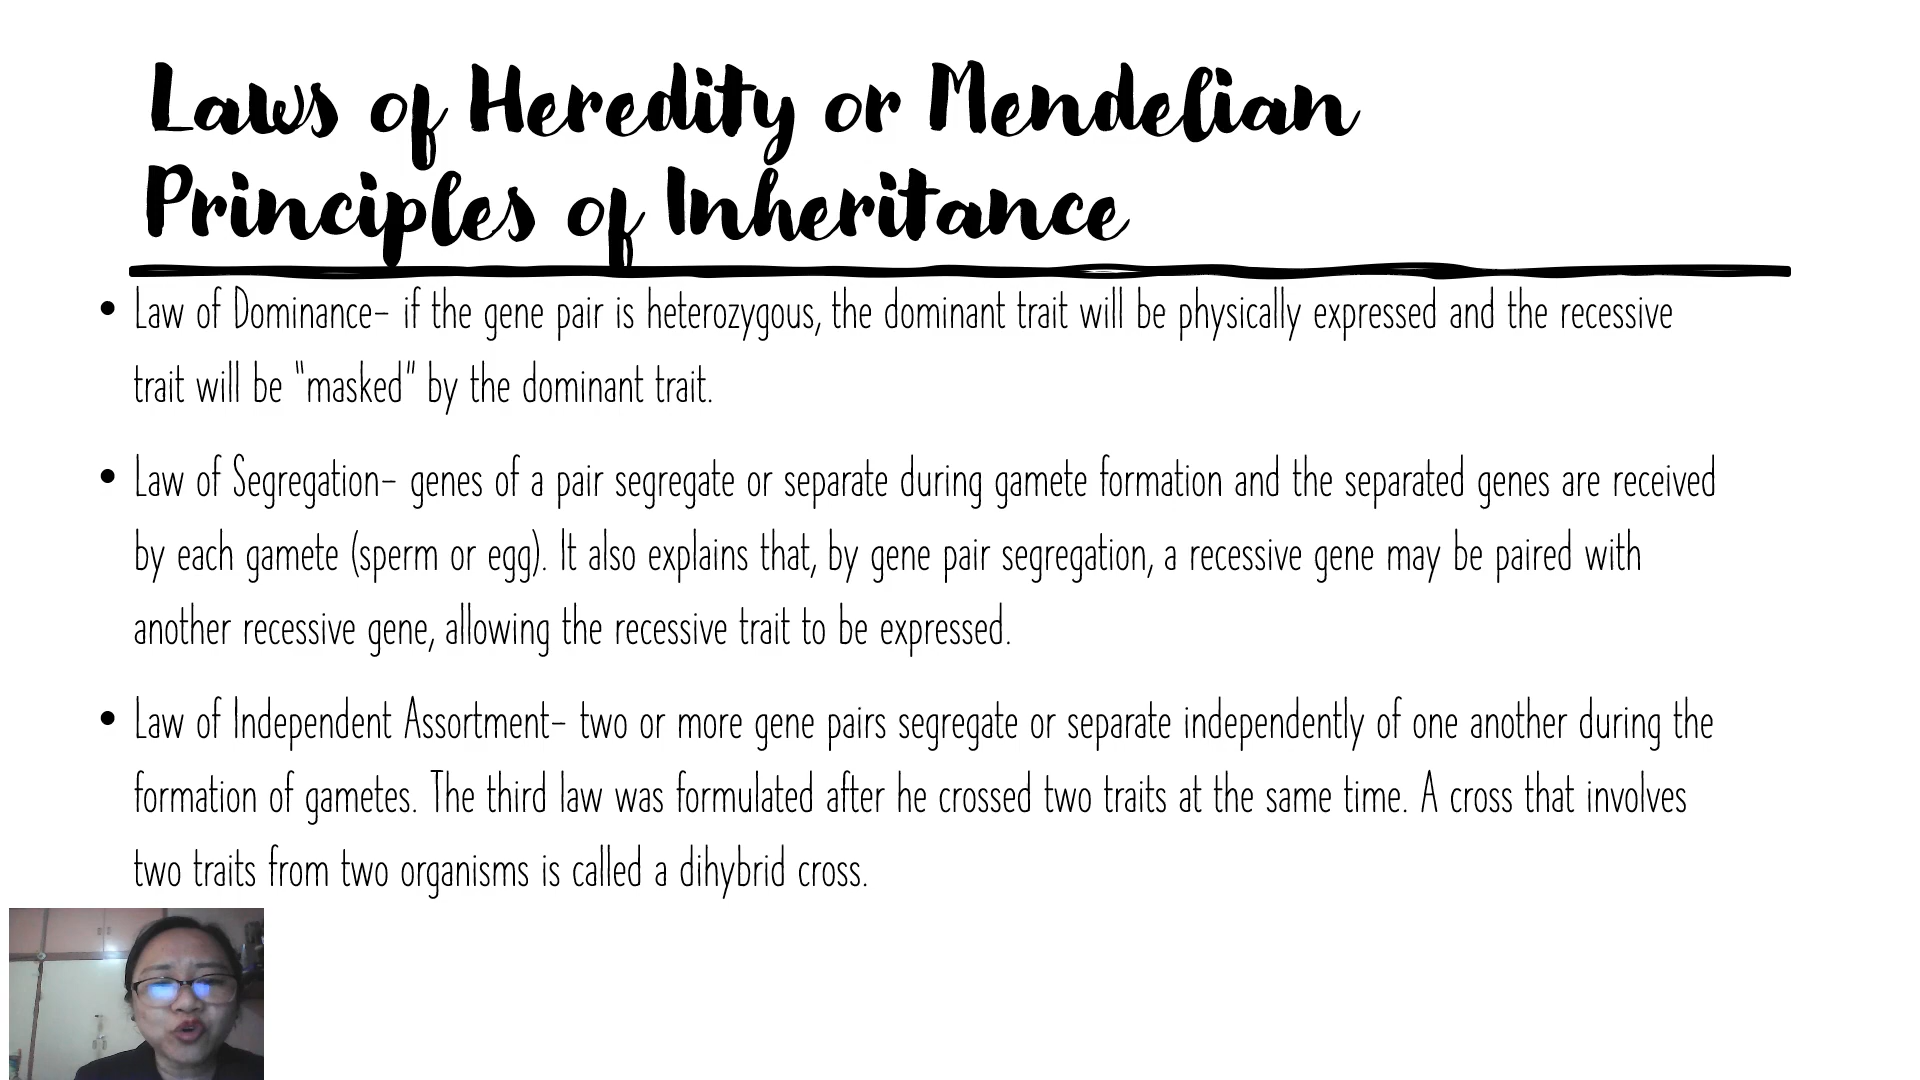 Laws of Heredity or Mendelian
Principles of Inheritance
• Law of Dominance– if the gene pair is heterozygous, the dominant trait will be physically expressed and the recessive
trait will be "masked" by the dominant trait.
• Law of Segregation– genes of a pair segregate or separate during gamete formation and the separated genes are received
by each gamete (sperm or egg). It also explains that, by gene pair segregation, a recessive gene may be paired with
another recessive gene, allowing the recessive trait to be expressed.
• Law of Independent Assortment– two or more gene pairs segregate or separate independently of one another during the
formation of gametes. The third law was formulated after he crossed two traits at the same time. A cross that involves
two traits from two organisms is called a dihybrid cross.